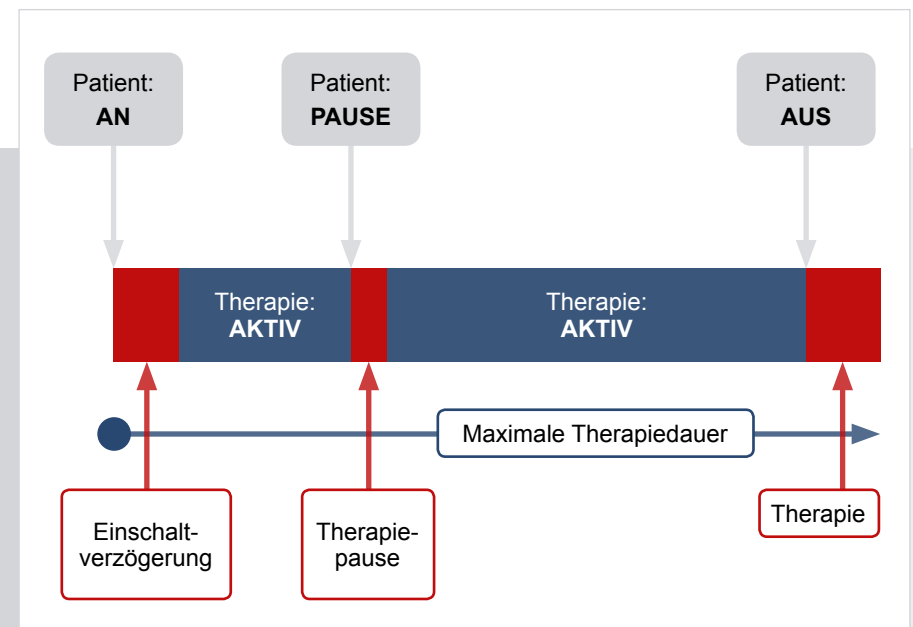 Patient:
AN
Patient:
PAUSE
Patient:
AUS
Therapie:
AKTIV
Therapie:
AKTIV
Maximale Therapiedauer
Einschalt-
verzögerung
Therapie-
pause
Therapie